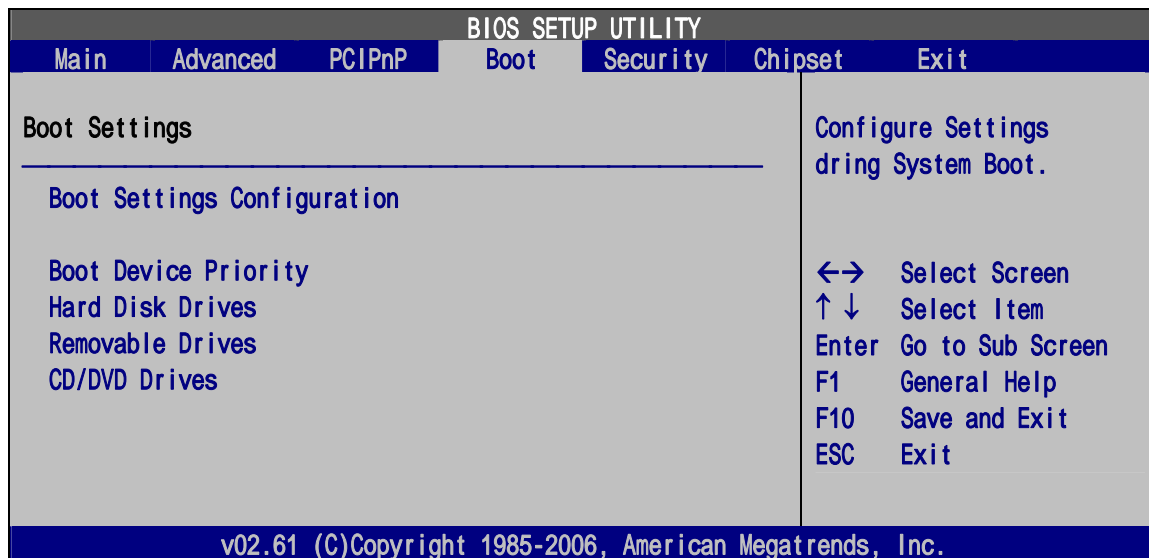 BIOS SETUP UTILITY
Main Advanced PCIPnP Boot Security Chipset Exit
Boot Settings
Boot Settings Configuration
Boot Device Priority
Hard Disk Drives
Removable Drives
CD/DVD Drives
Configure Settings
dring System Boot.
←→ Select Screen
↑↓ Select Item
Enter Go to Sub Screen
F1 General Help
F10 Save and Exit
ESC Exit
v02.61 (C)Copyright 1985-2006, American Megatrends, Inc.